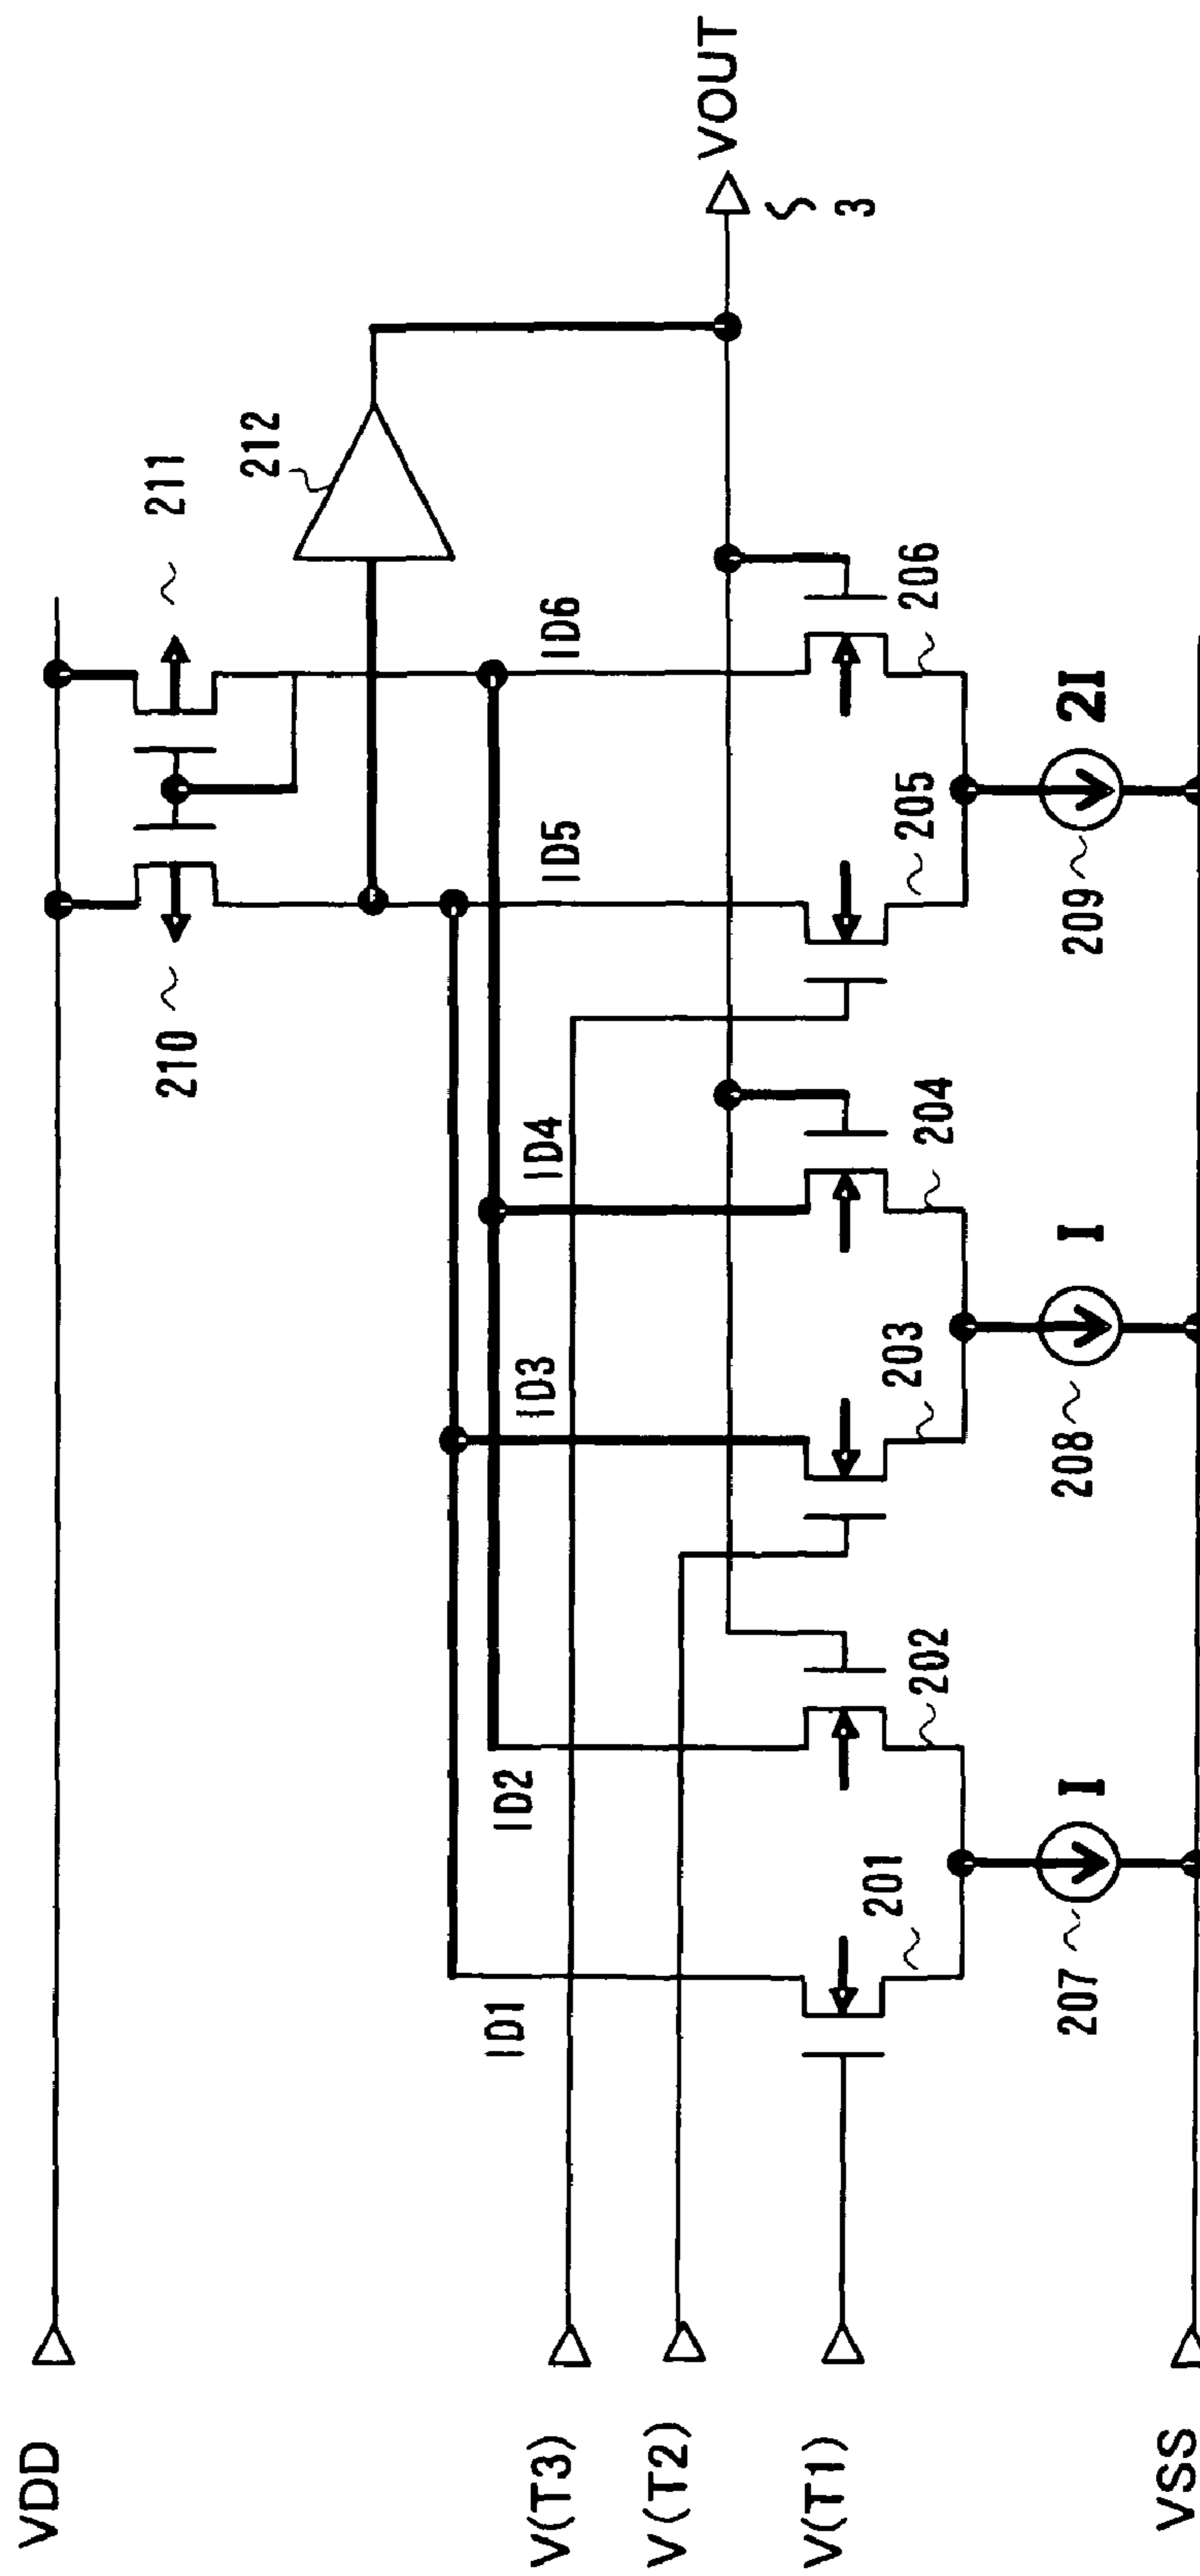 VDD
V(T3)
V(T2)
V(T1)
VSS
ID1
201
207
I
ID2
202
ID3
203
208
I
ID4
204
210
ID5
205
209
2I
ID6
206
211
212
VOUT
3